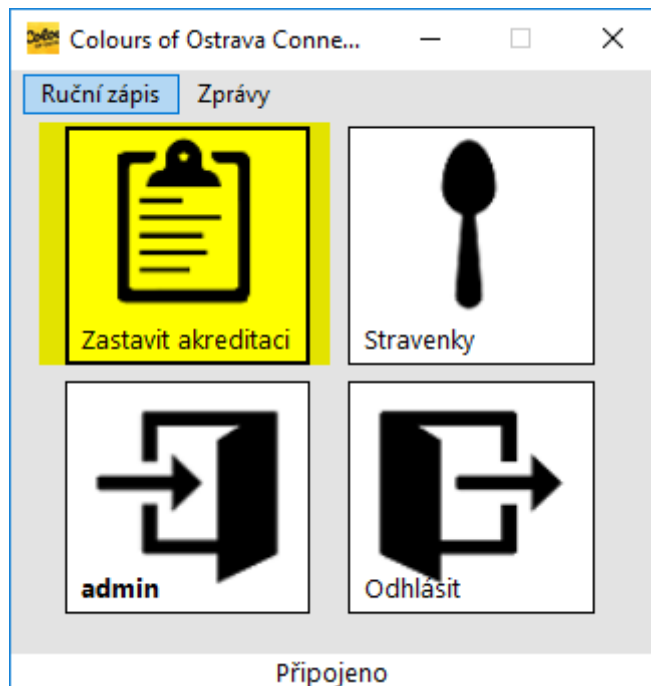 Colours of Ostrava Conne...
Ruční zápis Zprávy
Zastavit akreditaci
Stravenky
admin
Odhlásit
Připojeno